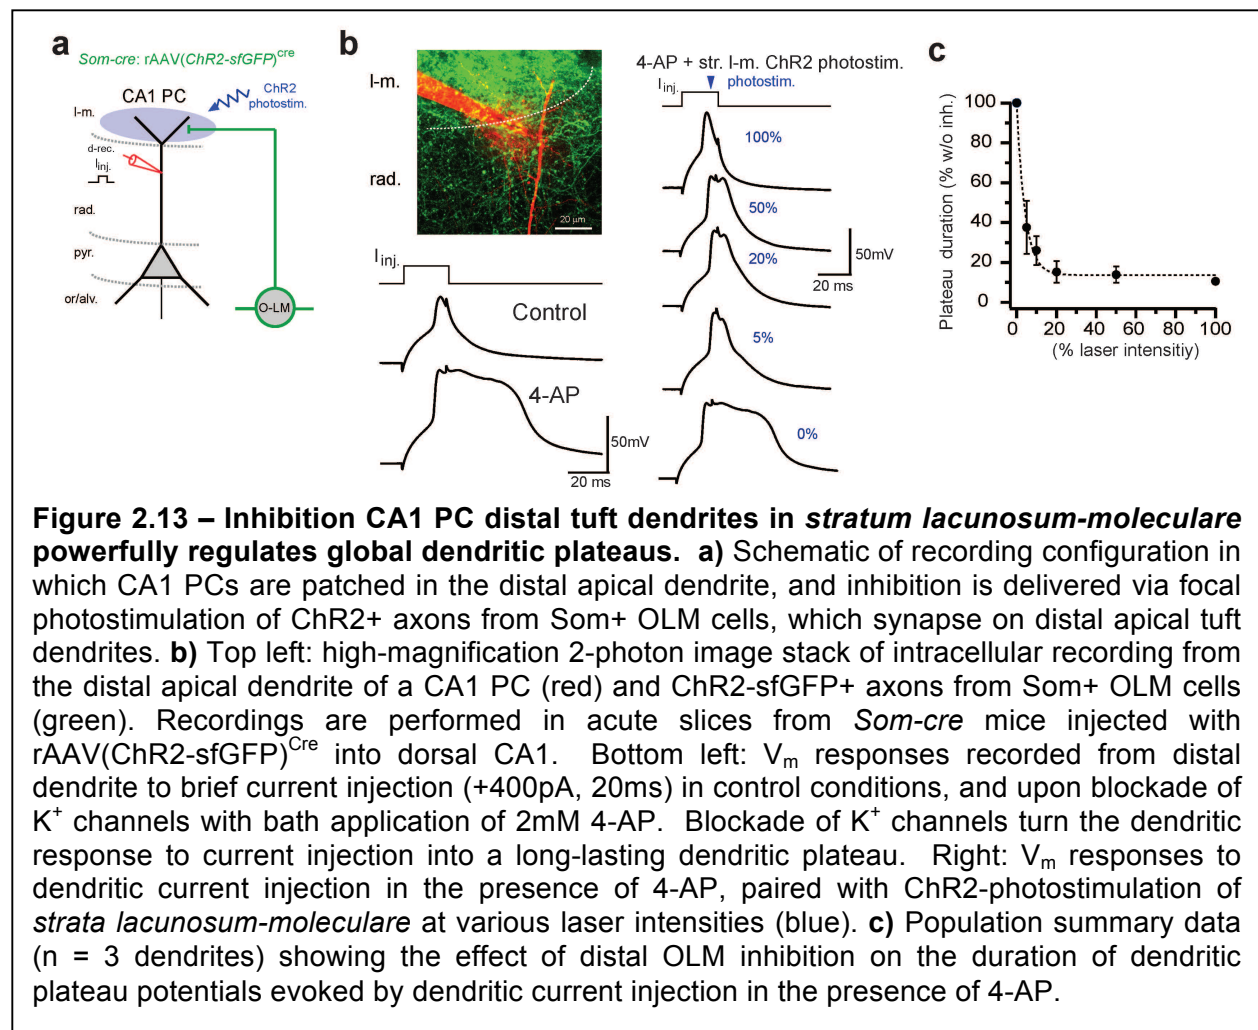 a
Som-cre: rAAV(ChR2-sfGFP)cre
CA1 PC
ChR2
photostim.
l-m.
d-rec.
Iinj.
rad.
pyr.
or/alv.
O-LM
b
l-m.
rad.
20 µm
Iinj.
Control
4-AP
50mV
20 ms
4-AP + str. l-m. ChR2 photostim.
Iinj.
photostim.
100%
50%
20%
50mV
20 ms
5%
0%
c
Plateau duration (% w/o inh.)
100
80
60
40
20
0
0 20 40 60 80 100
(% laser intensitiy)
Figure 2.13 – Inhibition CA1 PC distal tuft dendrites in stratum lacunosum-moleculare
powerfully regulates global dendritic plateaus. a) Schematic of recording configuration in
which CA1 PCs are patched in the distal apical dendrite, and inhibition is delivered via focal
photostimulation of ChR2+ axons from Som+ OLM cells, which synapse on distal apical tuft
dendrites. b) Top left: high-magnification 2-photon image stack of intracellular recording from
the distal apical dendrite of a CA1 PC (red) and ChR2-sfGFP+ axons from Som+ OLM cells
(green). Recordings are performed in acute slices from Som-cre mice injected with
rAAV(ChR2-sfGFP)Cre into dorsal CA1. Bottom left: Vm responses recorded from distal
dendrite to brief current injection (+400pA, 20ms) in control conditions, and upon blockade of
K+ channels with bath application of 2mM 4-AP. Blockade of K+ channels turn the dendritic
response to current injection into a long-lasting dendritic plateau. Right: Vm responses to
dendritic current injection in the presence of 4-AP, paired with ChR2-photostimulation of
strata lacunosum-moleculare at various laser intensities (blue). c) Population summary data
(n = 3 dendrites) showing the effect of distal OLM inhibition on the duration of dendritic
plateau potentials evoked by dendritic current injection in the presence of 4-AP.